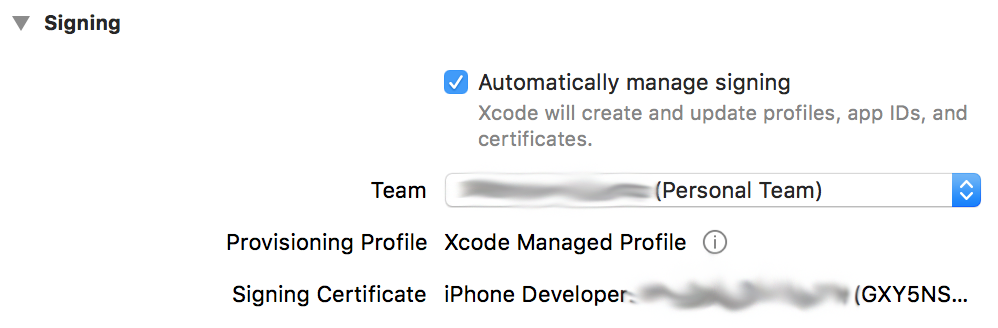 Signing
Automatically manage signing
Xcode will create and update profiles, app IDs, and
certificates.
Team (Personal Team)
Provisioning Profile Xcode Managed Profile
Signing Certificate iPhone Developer: (GXY5NS...